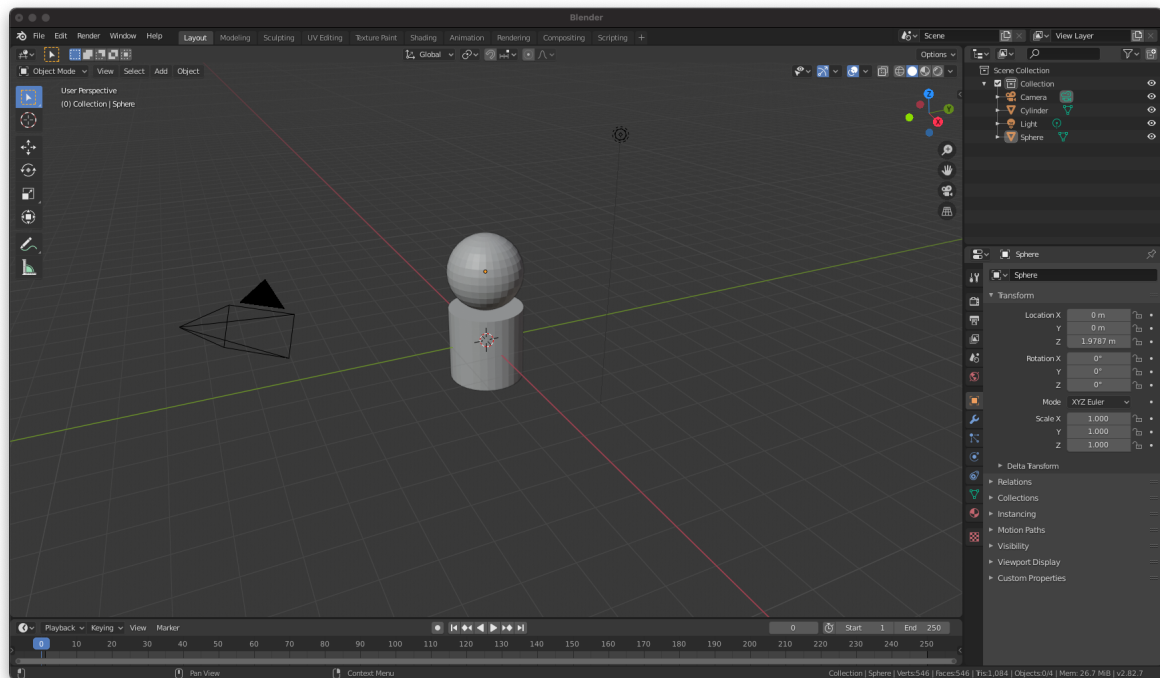 Blender
File Edit Render Window Help Layout Modeling Sculpting UV Editing Texture Paint Shading Animation Rendering Compositing Scripting + Scene View Layer
Global Options
Object Mode View Select Add Object
User Perspective
(0) Collection | Sphere
Z
Y
X
Scene Collection
Collection
Camera
Cylinder
Light
Sphere
Sphere
Sphere
Transform
Location X 0 m
Y 0 m
Z 1.9787 m
Rotation X 0°
Y 0°
Z 0°
Mode XYZ Euler
Scale X 1.000
Y 1.000
Z 1.000
Delta Transform
Relations
Collections
Instancing
Motion Paths
Visibility
Viewport Display
Custom Properties
Playback Keying View Marker 0 Start 1 End 250
0 10 20 30 40 50 60 70 80 90 100 110 120 130 140 150 160 170 180 190 200 210 220 230 240 250
Pan View Context Menu Collection | Sphere | Verts:546 | Faces:546 | Tris:1,084 | Objects:0/4 | Mem: 26.7 MiB | v2.82.7